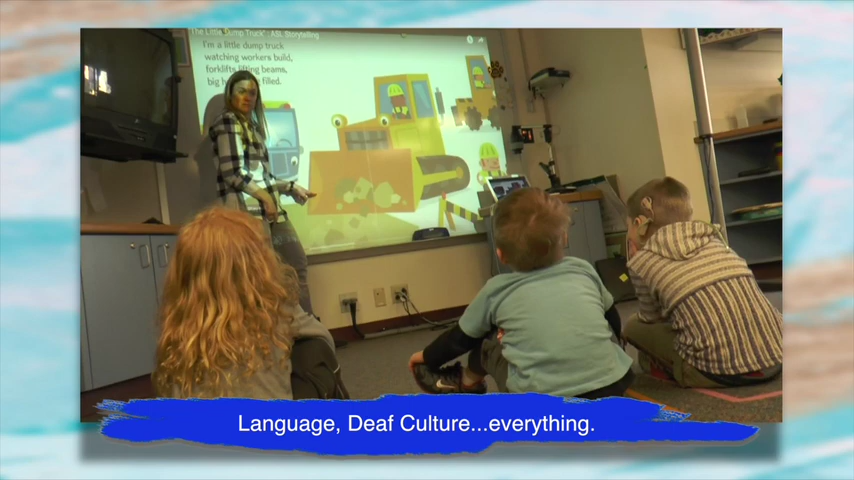 The Little Dump Truck" : ASL Storytelling
I'm a little dump truck
watching workers build,
forklifts lifting beams,
big filled.
Language, Deaf Culture...everything.